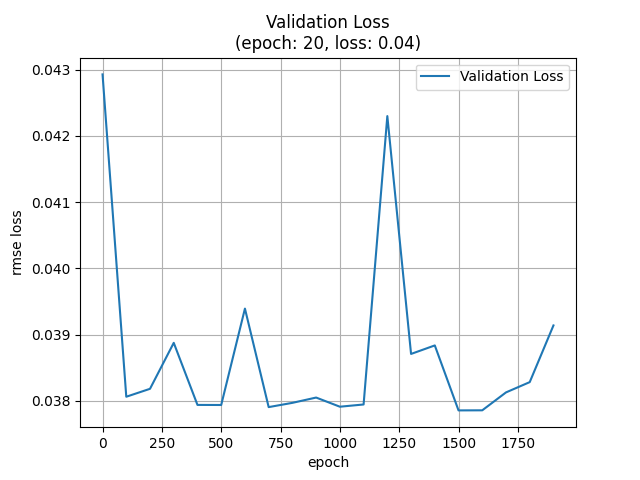 Validation Loss
(epoch: 20, loss: 0.04)
Validation Loss
0.043
0.042
0.041
0.040
0.039
0.038
rmse loss
0 250 500 750 1000 1250 1500 1750
epoch